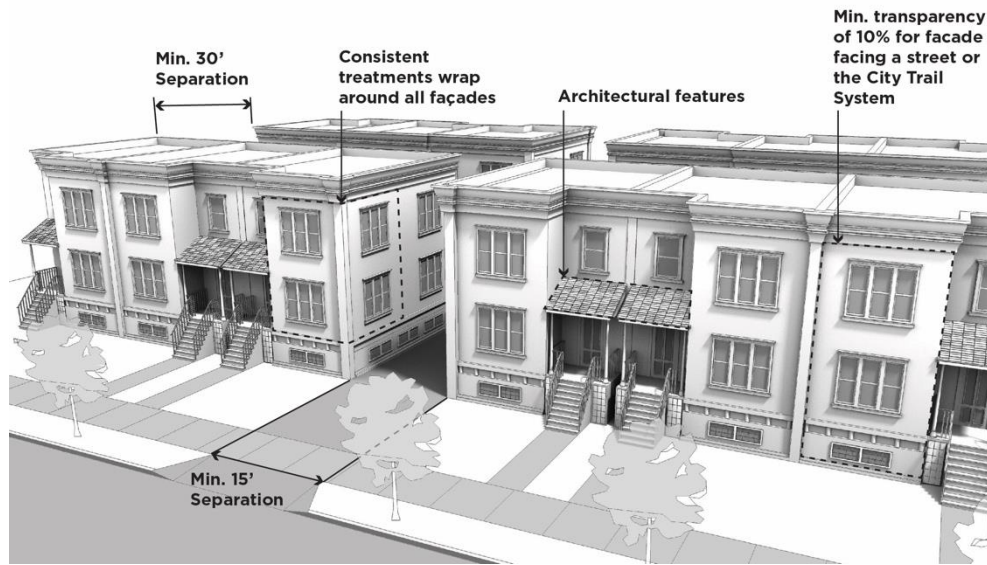 Min. 30’
Separation
Consistent
treatments wrap
around all façades
Architectural features
Min. transparency
of 10% for facade
facing a street or
the City Trail
System
Min. 15’
Separation